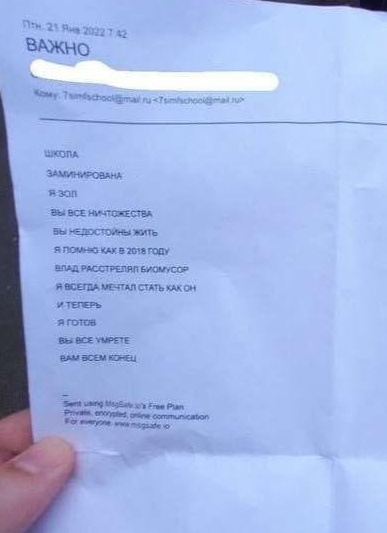 Птн, 21 Янв 2022 7:42
ВАЖНО
Кому: 7simfschool@mail.ru <7simfschool@mail.ru>
ШКОЛА
ЗАМИНИРОВАНА
Я ЗОЛ
ВЫ ВСЕ НИЧТОЖЕСТВА
ВЫ НЕДОСТОЙНЫ ЖИТЬ
Я ПОМНЮ КАК В 2018 ГОДУ
ВЛАД РАССТРЕЛЯЛ БИОМУСОР
Я ВСЕГДА МЕЧТАЛ СТАТЬ КАК ОН
И ТЕПЕРЬ
Я ГОТОВ
ВЫ ВСЕ УМРЕТЕ
ВАМ ВСЕМ КОНЕЦ
--
Sent using MsgSafe.io's Free Plan
Private, encrypted, online communication
For everyone. www.msgsafe.io